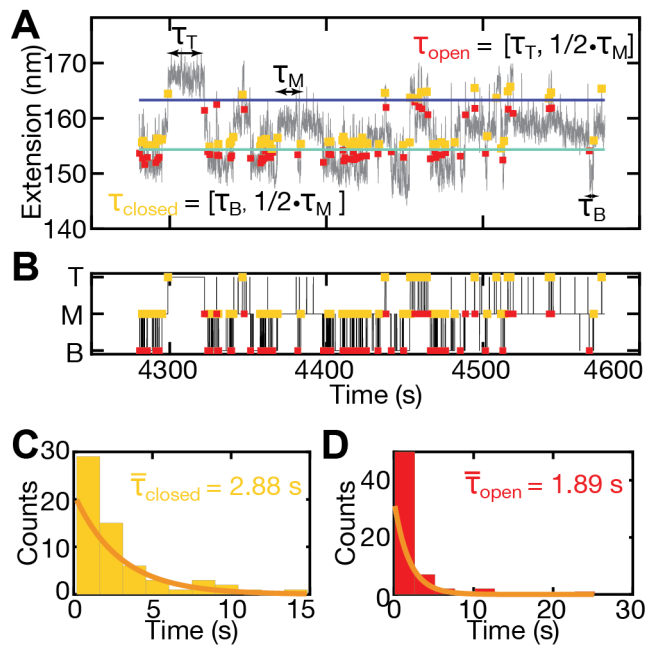 A
Extension (nm)
170
160
150
140
τT
τM
τopen = [τT, 1/2•τM]
τclosed = [τB, 1/2•τM ]
τB
B
T
M
B
4300
4400
4500
4600
Time (s)
C
Counts
30
20
10
0
τ̄closed = 2.88 s
0
5
10
15
Time (s)
D
Counts
40
20
0
τ̄open = 1.89 s
0
10
20
30
Time (s)